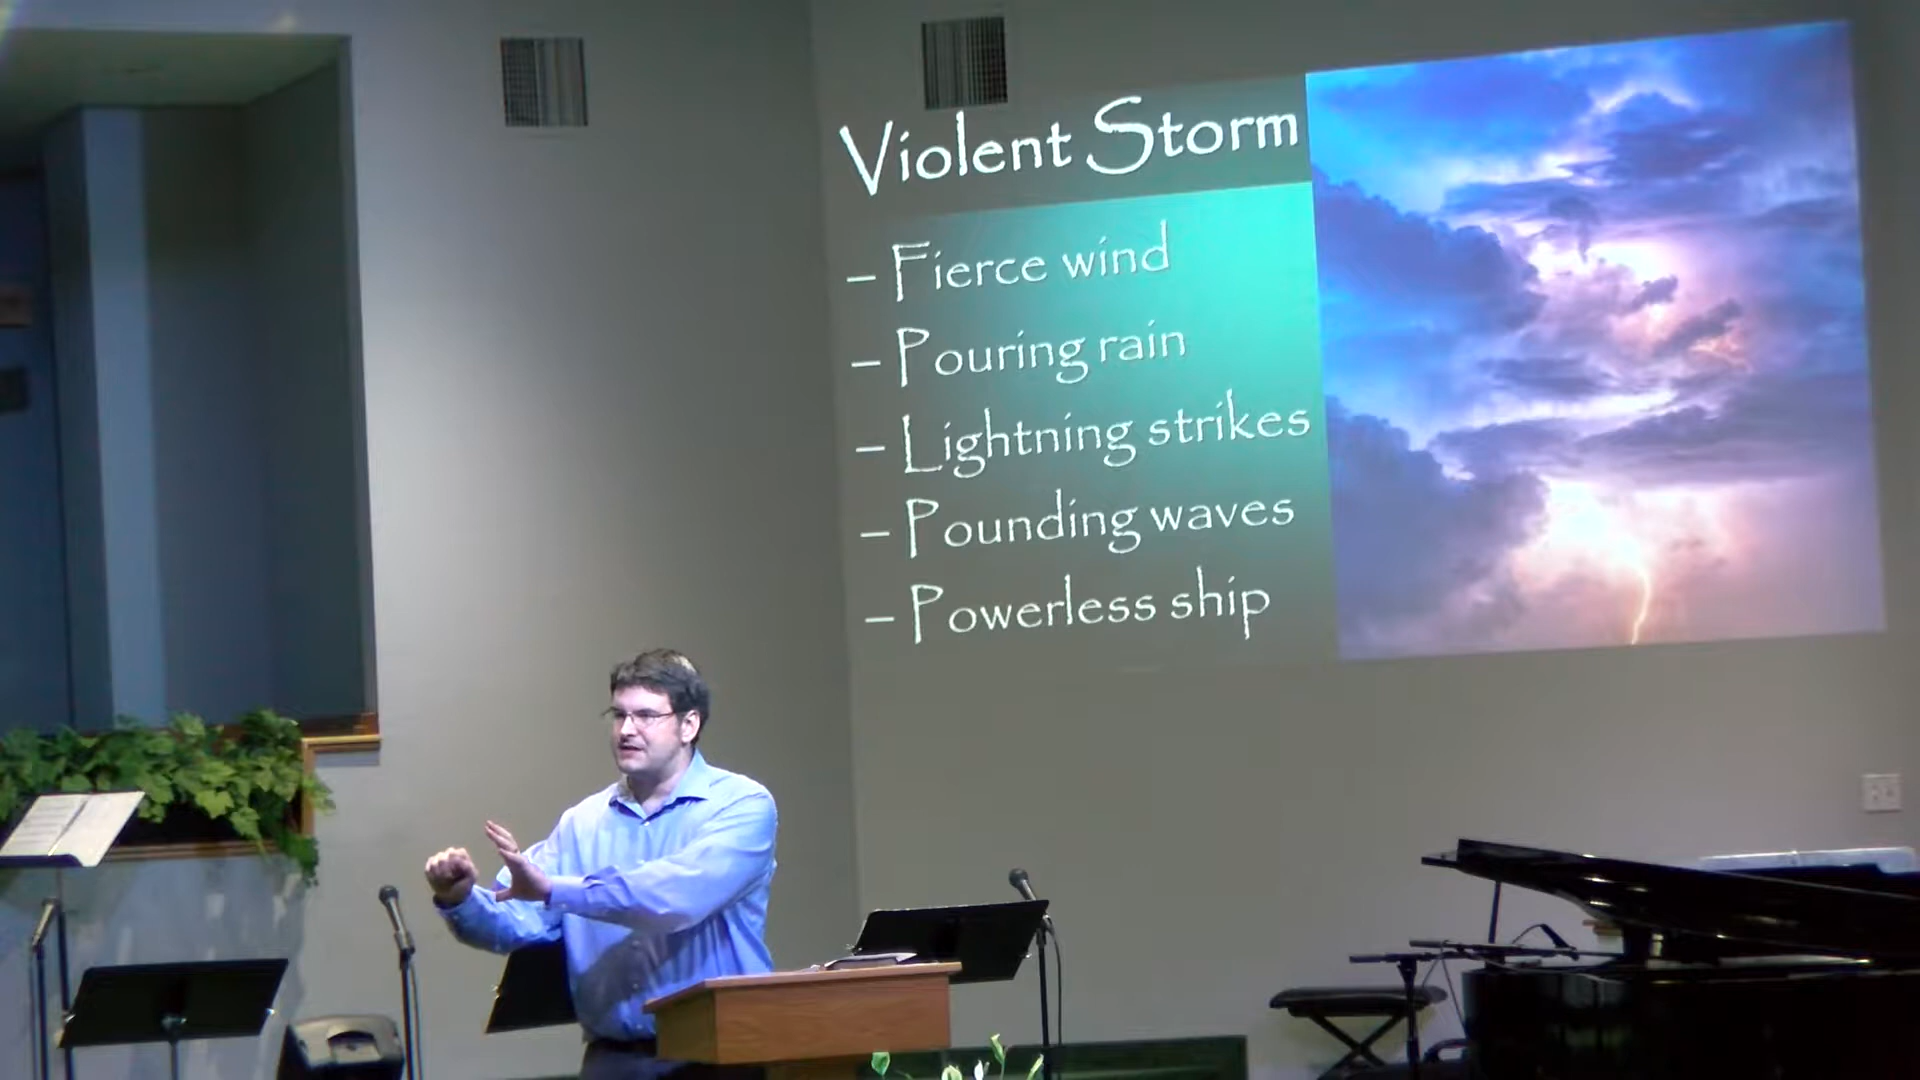 Violent Storm
– Fierce wind
– Pouring rain
– Lightning strikes
– Pounding waves
– Powerless ship